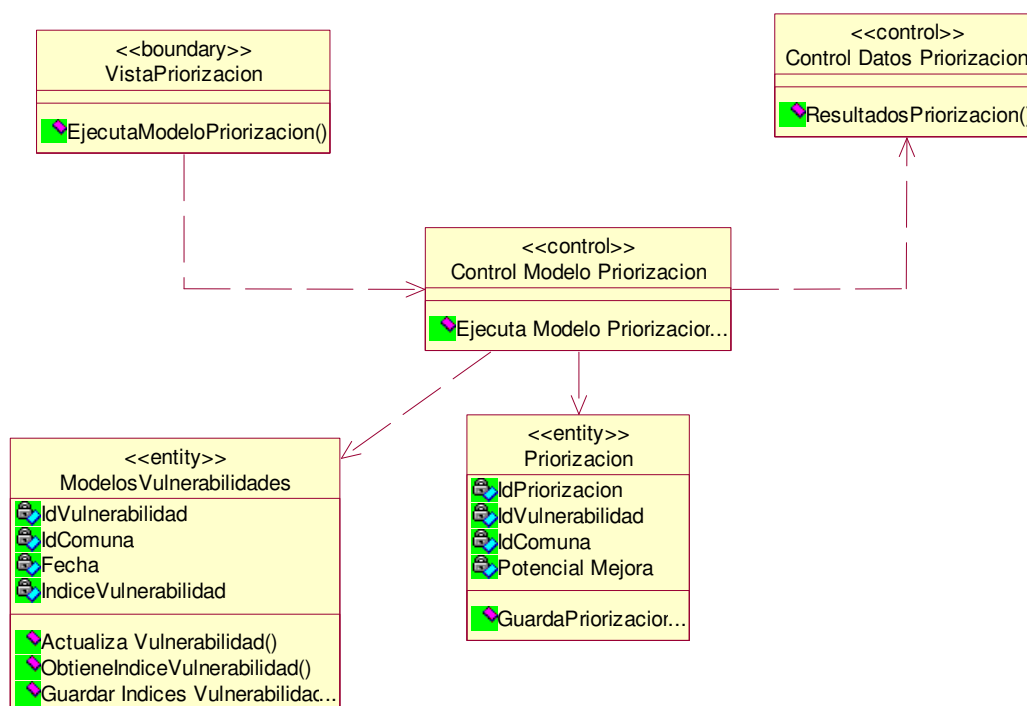 <<boundary>>
VistaPriorizacion
EjecutaModeloPriorizacion()
<<control>>
Control Datos Priorizacion
ResultadosPriorizacion()
<<control>>
Control Modelo Priorizacion
Ejecuta Modelo Priorizacior...
<<entity>>
ModelosVulnerabilidades
IdVulnerabilidad
IdComuna
Fecha
IndiceVulnerabilidad
Actualiza Vulnerabilidad()
ObtieneIndiceVulnerabilidad()
Guardar Indices Vulnerabilidac...
<<entity>>
Priorizacion
IdPriorizacion
IdVulnerabilidad
IdComuna
Potencial Mejora
GuardaPriorizacior...